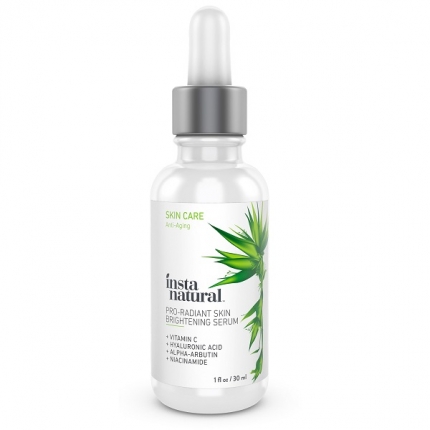 SKIN CARE
Anti-Aging
insta
natural™
PRO-RADIANT SKIN
BRIGHTENING SERUM
+ VITAMIN C
+ HYALURONIC ACID
+ ALPHA-ARBUTIN
+ NIACINAMIDE
1 fl oz / 30 ml